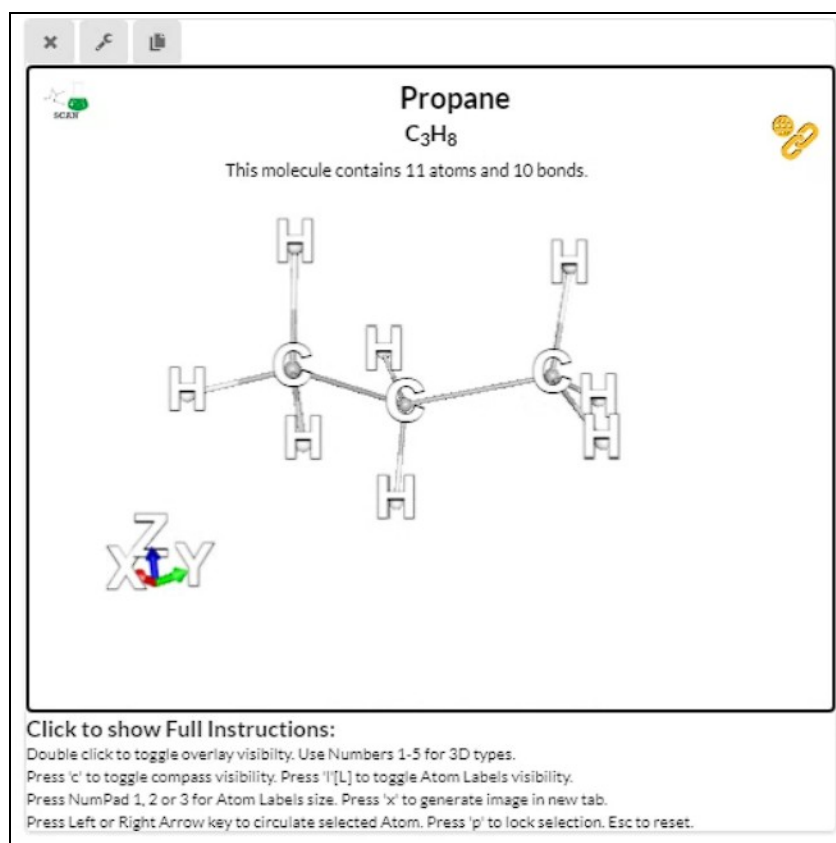 SCAN
Propane
C₃H₈
This molecule contains 11 atoms and 10 bonds.
H
H
H
C
C
H
H
C
H
H
H
H
Z
X Y
Click to show Full Instructions:
Double click to toggle overlay visibilty. Use Numbers 1-5 for 3D types.
Press 'c' to toggle compass visibility. Press 'l'[L] to toggle Atom Labels visibility.
Press NumPad 1, 2 or 3 for Atom Labels size. Press 'x' to generate image in new tab.
Press Left or Right Arrow key to circulate selected Atom. Press 'p' to lock selection. Esc to reset.